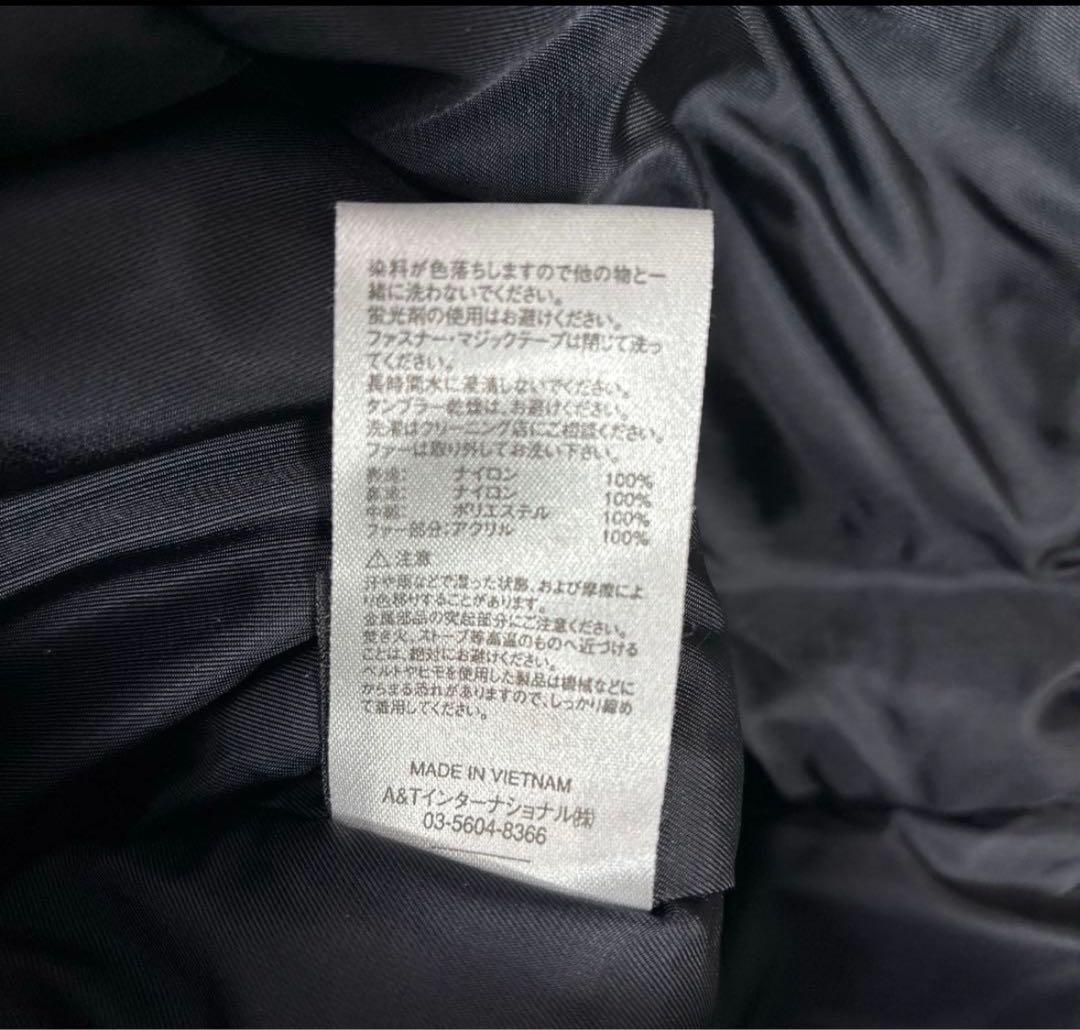 染料が色落ちしますので他の物と一
緒に洗わないでください。
蛍光剤の使用はお避けください。
ファスナー・マジックテープは閉じて洗っ
てください。
長時間水に浸漬しないでください。
タンブラー乾燥は、お避けください。
洗濯はクリーニング店にご相談ください。
ファーは取り外してお洗い下さい。
ナイロン 100%
ナイロン 100%
中綿: ポリエステル 100%
ファー部分:アクリル 100%
⚠注意
汗や雨などで湿った状態、および摩擦によ
り色移りすることがあります。
金属部品の突起部分にご注意ください。
焚き火、ストーブ等高温のものへ近づける
ことは、絶対にお避けください。
ベルトやヒモを使用した製品は機械などに
からまる恐れがありますので、しっかり縮め
て着用してください。
MADE IN VIETNAM
A&Tインターナショナル㈱
03-5604-8366